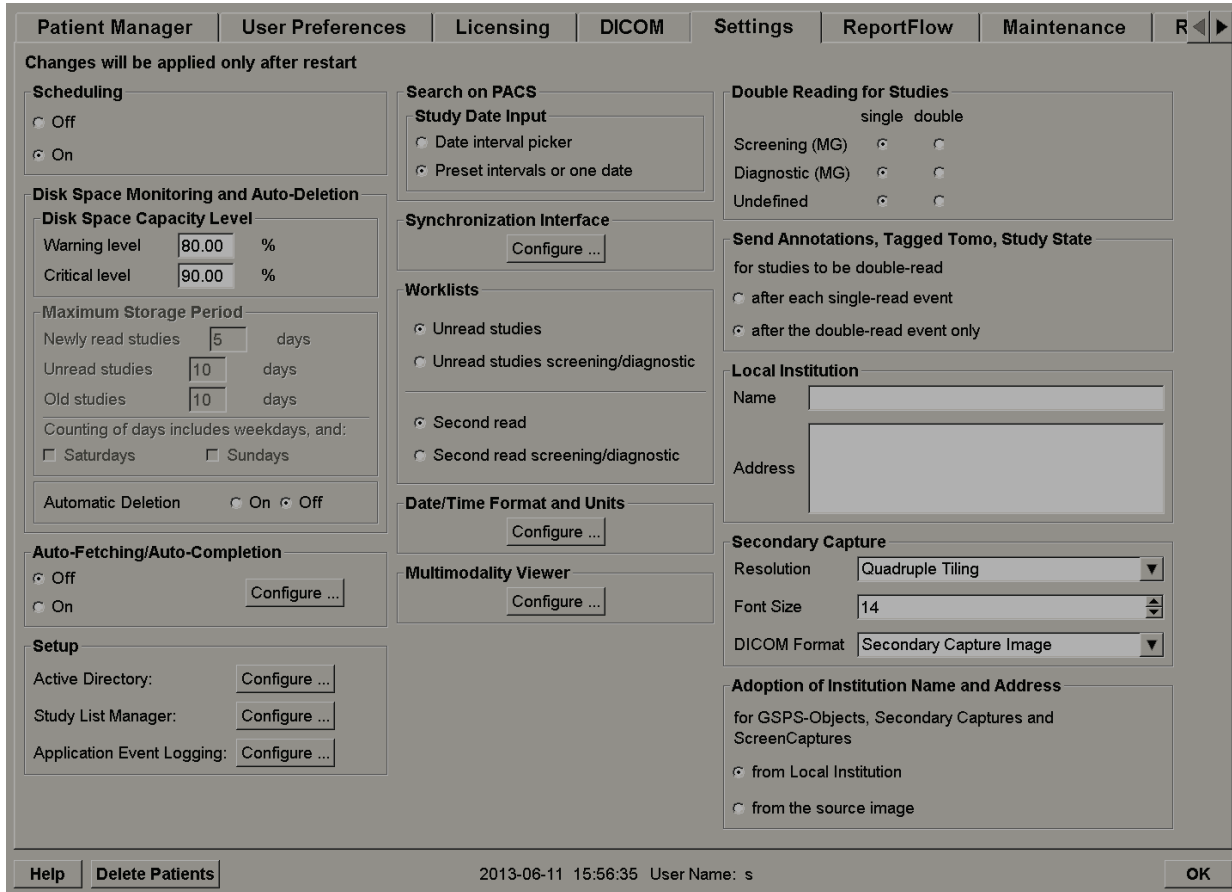 Patient Manager
User Preferences
Licensing
DICOM
Settings
ReportFlow
Maintenance
R
Changes will be applied only after restart
Scheduling
Off
On
Disk Space Monitoring and Auto-Deletion
Disk Space Capacity Level
Warning level 80.00 %
Critical level 90.00 %
Maximum Storage Period
Newly read studies 5 days
Unread studies 10 days
Old studies 10 days
Counting of days includes weekdays, and:
Saturdays Sundays
Automatic Deletion On Off
Auto-Fetching/Auto-Completion
Off
On
Configure ...
Setup
Active Directory: Configure ...
Study List Manager: Configure ...
Application Event Logging: Configure ...
Search on PACS
Study Date Input
Date interval picker
Preset intervals or one date
Synchronization Interface
Configure ...
Worklists
Unread studies
Unread studies screening/diagnostic
Second read
Second read screening/diagnostic
Date/Time Format and Units
Configure ...
Multimodality Viewer
Configure ...
Double Reading for Studies
single double
Screening (MG)
Diagnostic (MG)
Undefined
Send Annotations, Tagged Tomo, Study State
for studies to be double-read
after each single-read event
after the double-read event only
Local Institution
Name
Address
Secondary Capture
Resolution Quadruple Tiling
Font Size 14
DICOM Format Secondary Capture Image
Adoption of Institution Name and Address
for GSPS-Objects, Secondary Captures and
ScreenCaptures
from Local Institution
from the source image
Help
Delete Patients
2013-06-11 15:56:35 User Name: s
OK